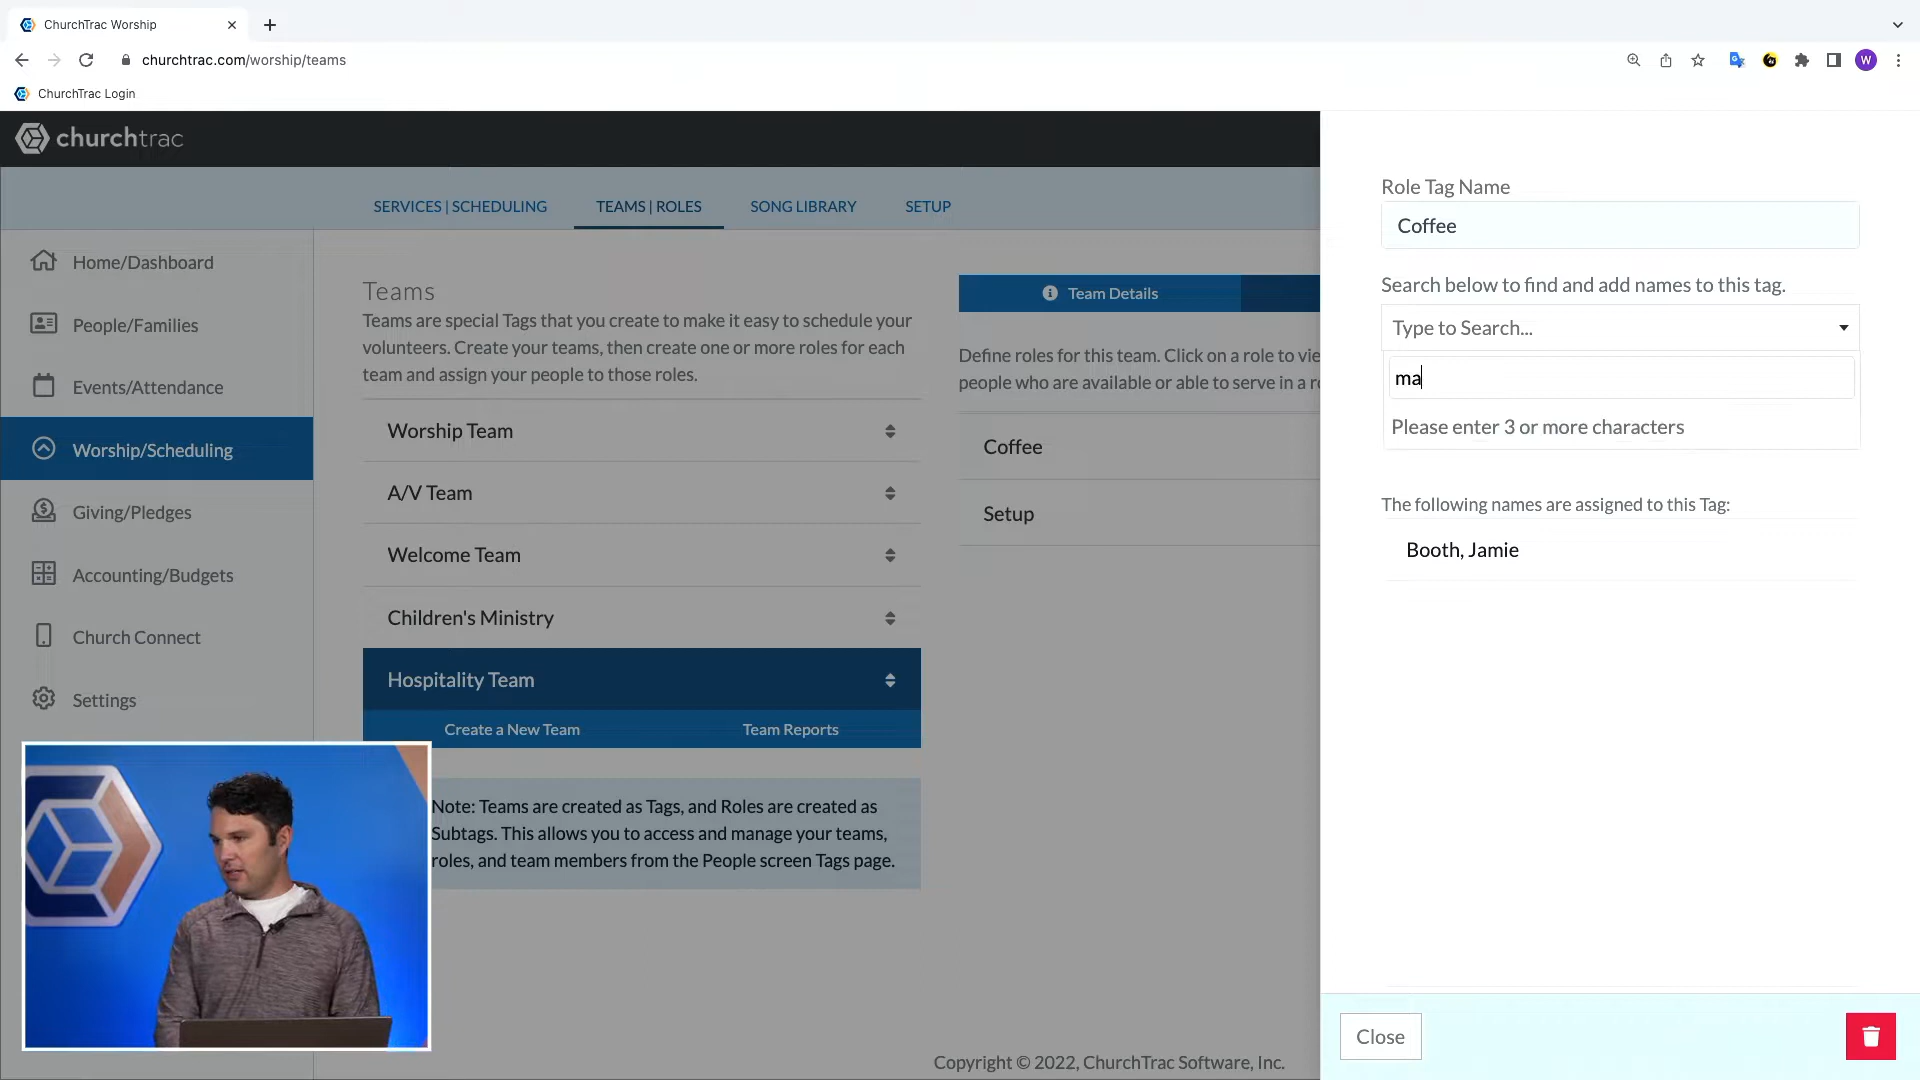 ChurchTrac Worship
churchtrac.com/worship/teams
W
ChurchTrac Login
churchtrac
SERVICES | SCHEDULING
TEAMS | ROLES
SONG LIBRARY
SETUP
Home/Dashboard
People/Families
Events/Attendance
Worship/Scheduling
Giving/Pledges
Accounting/Budgets
Church Connect
Settings
Teams
Teams are special Tags that you create to make it easy to schedule your
volunteers. Create your teams, then create one or more roles for each
team and assign your people to those roles.
Worship Team
A/V Team
Welcome Team
Children's Ministry
Hospitality Team
Create a New Team
Team Reports
Note: Teams are created as Tags, and Roles are created as
Subtags. This allows you to access and manage your teams,
roles, and team members from the People screen Tags page.
Team Details
Define roles for this team. Click on a role to vie
people who are available or able to serve in a ro
Coffee
Setup
Copyright © 2022, ChurchTrac Software, Inc.
Role Tag Name
Coffee
Search below to find and add names to this tag.
Type to Search...
ma
Please enter 3 or more characters
The following names are assigned to this Tag:
Booth, Jamie
Close